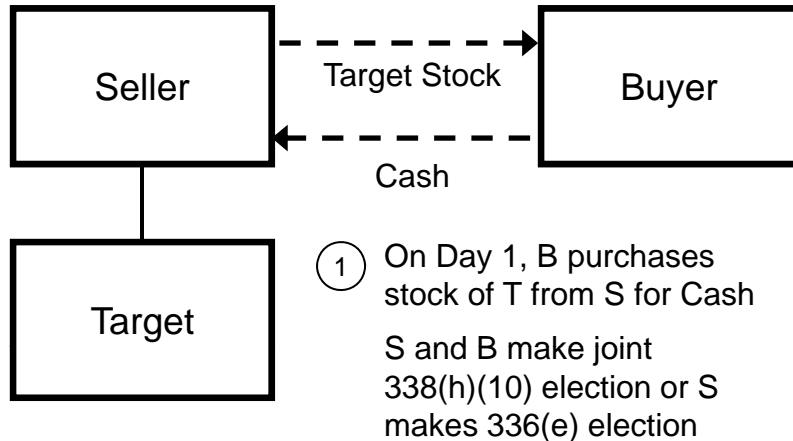 Seller
Target Stock
Buyer
Cash
Target
1
On Day 1, B purchases
stock of T from S for Cash
S and B make joint
338(h)(10) election or S
makes 336(e) election